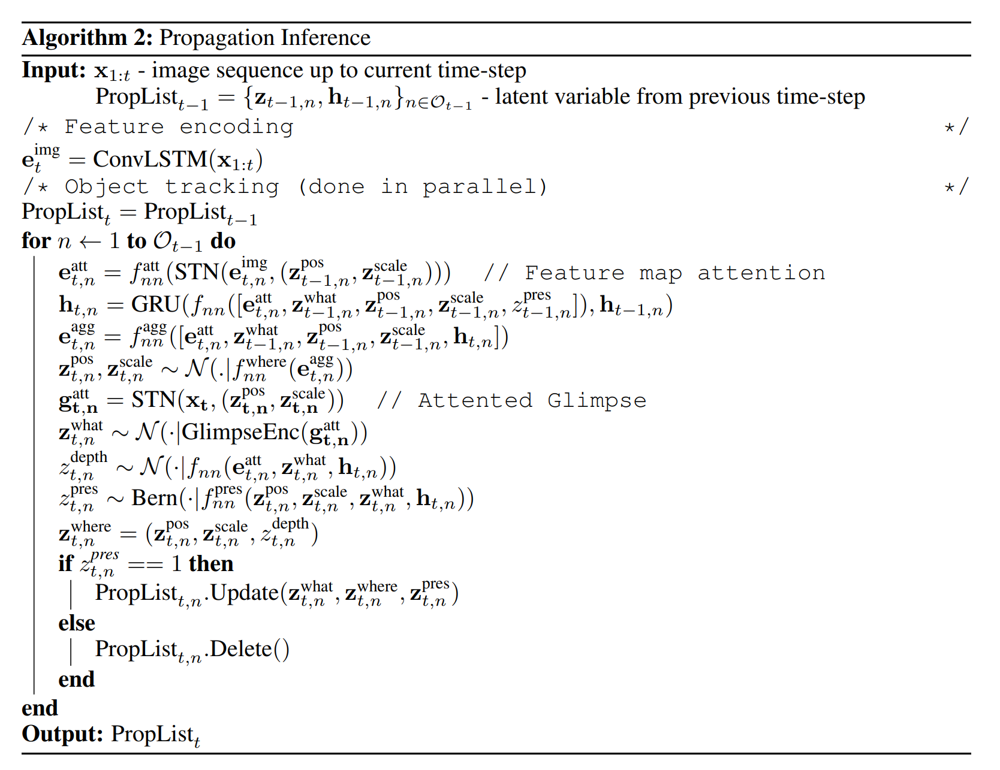 Algorithm 2: Propagation Inference
Input: $\mathbf{x}_{1:t}$ - image sequence up to current time-step
$\text{PropList}_{t-1} = \{\mathbf{z}_{t-1,n}, \mathbf{h}_{t-1,n}\}_{n \in \mathcal{O}_{t-1}}$ - latent variable from previous time-step
/* Feature encoding */
$\mathbf{e}_t^{\text{img}} = \text{ConvLSTM}(\mathbf{x}_{1:t})$
/* Object tracking (done in parallel) */
$\text{PropList}_t = \text{PropList}_{t-1}$
for $n \leftarrow 1$ to $\mathcal{O}_{t-1}$ do
$\mathbf{e}_{t,n}^{\text{att}} = f_{nn}^{\text{att}}(\text{STN}(\mathbf{e}_{t,n}^{\text{img}}, (\mathbf{z}_{t-1,n}^{\text{pos}}, \mathbf{z}_{t-1,n}^{\text{scale}})))$ // Feature map attention
$\mathbf{h}_{t,n} = \text{GRU}(f_{nn}([\mathbf{e}_{t,n}^{\text{att}}, \mathbf{z}_{t-1,n}^{\text{what}}, \mathbf{z}_{t-1,n}^{\text{pos}}, \mathbf{z}_{t-1,n}^{\text{scale}}, z_{t-1,n}^{\text{pres}}]), \mathbf{h}_{t-1,n})$
$\mathbf{e}_{t,n}^{\text{agg}} = f_{nn}^{\text{agg}}([\mathbf{e}_{t,n}^{\text{att}}, \mathbf{z}_{t-1,n}^{\text{what}}, \mathbf{z}_{t-1,n}^{\text{pos}}, \mathbf{z}_{t-1,n}^{\text{scale}}, \mathbf{h}_{t,n}])$
$\mathbf{z}_{t,n}^{\text{pos}}, \mathbf{z}_{t,n}^{\text{scale}} \sim \mathcal{N}(.|f_{nn}^{\text{where}}(\mathbf{e}_{t,n}^{\text{agg}}))$
$\mathbf{g}_{\mathbf{t,n}}^{\text{att}} = \text{STN}(\mathbf{x_t}, (\mathbf{z}_{\mathbf{t,n}}^{\text{pos}}, \mathbf{z}_{\mathbf{t,n}}^{\text{scale}}))$ // Attented Glimpse
$\mathbf{z}_{t,n}^{\text{what}} \sim \mathcal{N}(\cdot|\text{GlimpseEnc}(\mathbf{g}_{\mathbf{t,n}}^{\text{att}}))$
$z_{t,n}^{\text{depth}} \sim \mathcal{N}(\cdot|f_{nn}(\mathbf{e}_{t,n}^{\text{att}}, \mathbf{z}_{t,n}^{\text{what}}, \mathbf{h}_{t,n}))$
$z_{t,n}^{\text{pres}} \sim \text{Bern}(\cdot|f_{nn}^{\text{pres}}(\mathbf{z}_{t,n}^{\text{pos}}, \mathbf{z}_{t,n}^{\text{scale}}, \mathbf{z}_{t,n}^{\text{what}}, \mathbf{h}_{t,n}))$
$\mathbf{z}_{t,n}^{\text{where}} = (\mathbf{z}_{t,n}^{\text{pos}}, \mathbf{z}_{t,n}^{\text{scale}}, z_{t,n}^{\text{depth}})$
if $z_{t,n}^{pres} == 1$ then
$\text{PropList}_{t,n}.\text{Update}(\mathbf{z}_{t,n}^{\text{what}}, \mathbf{z}_{t,n}^{\text{where}}, \mathbf{z}_{t,n}^{\text{pres}})$
else
$\text{PropList}_{t,n}.\text{Delete}()$
end
end
Output: $\text{PropList}_t$